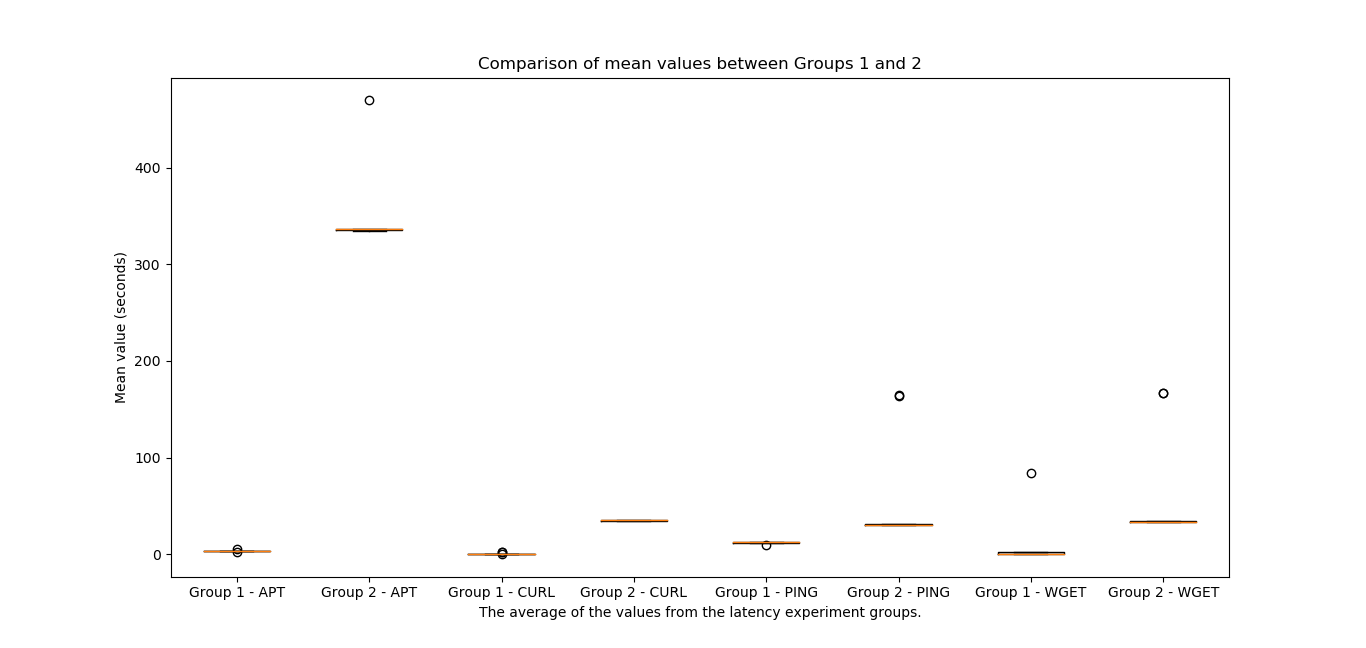 Comparison of mean values between Groups 1 and 2
Mean value (seconds)
400
300
200
100
0
Group 1 - APT
Group 2 - APT
Group 1 - CURL
Group 2 - CURL
Group 1 - PING
Group 2 - PING
Group 1 - WGET
Group 2 - WGET
The average of the values from the latency experiment groups.